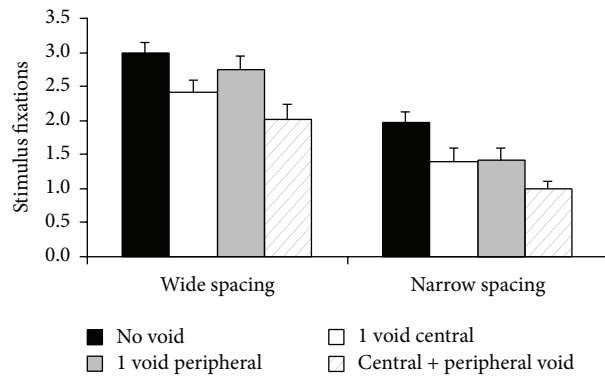 3.5
3.0
2.5
2.0
1.5
1.0
0.5
0.0
Stimulus fixations
Wide spacing
Narrow spacing
No void
1 void central
1 void peripheral
Central + peripheral void